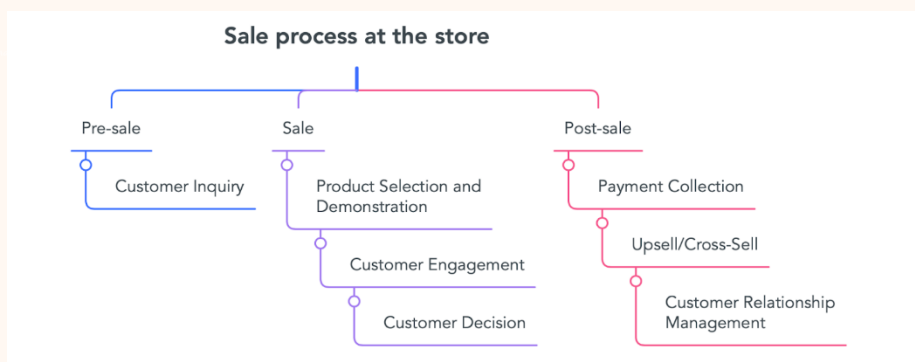 Sale process at the store
Pre-sale
Customer Inquiry
Sale
Product Selection and
Demonstration
Customer Engagement
Customer Decision
Post-sale
Payment Collection
Upsell/Cross-Sell
Customer Relationship
Management